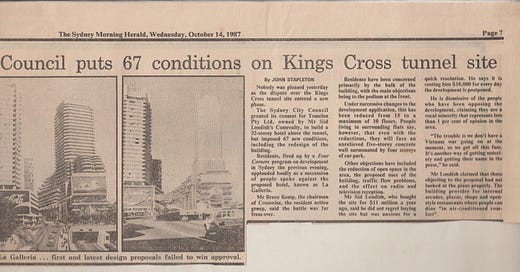 The Sydney Morning Herald, Wednesday, October 14, 1987
Page 7
Council puts 67 conditions on Kings Cross tunnel site
La Galleria . . . first and latest design proposals failed to win approval.
By JOHN STAPLETON
Nobody was pleased yesterday
as the dispute over the Kings
Cross tunnel site entered a new
phase.
The Sydney City Council
granted its consent for
Pty Ltd, owned by Mr Sid
Londish's Comrealty, to build a
32-storey hotel above the tunnel,
but imposed 67 new conditions,
including the redesign of the
building.
Residents, fired up by a Four
Corners program on development
in Sydney the previous evening,
applauded loudly as a succession
of people spoke against the
proposed hotel, known as La
Galleria.
Mr Bruce Kemp, the chairman
of the resident action
group, said the battle was far
from over.
Residents have been concerned
primarily by the bulk of the
building, with the main objections
being to the podium at the front.
Under successive changes to the
development application, this has
been reduced from 15 to a
maximum of 10 floors. People
living in surrounding flats say,
however, that even with the
reductions, they will face an
unrelieved five-storey concrete
wall surmounted by four storeys
of car park.
Other objections have included
the reduction of open space in the
area, the proposed uses of the
building, traffic flow problems,
and the effect on radio and
television reception.
Mr Sid Londish, who bought
the site for $11 million a year
ago, said he did not regret buying
the site but was anxious for a
quick resolution. He says it is
costing him $10,000 for every day
the development is postponed.
He is dismissive of the people
who have been opposing the
development, claiming they are a
vocal minority that represents less
than 1 per cent of opinion in the
area.
"The trouble is we don't have a
Vietnam war going on at the
moment, so we get all this fuss.
It's another way of getting notori-
ety and getting their name in the
press," he said.
Mr Londish claimed that those
objecting to the proposal had not
looked at the plans properly. The
building provides for internal
arcades, plazas, shops and open-
style restaurants where people can
dine "in air-conditioned com-
fort"